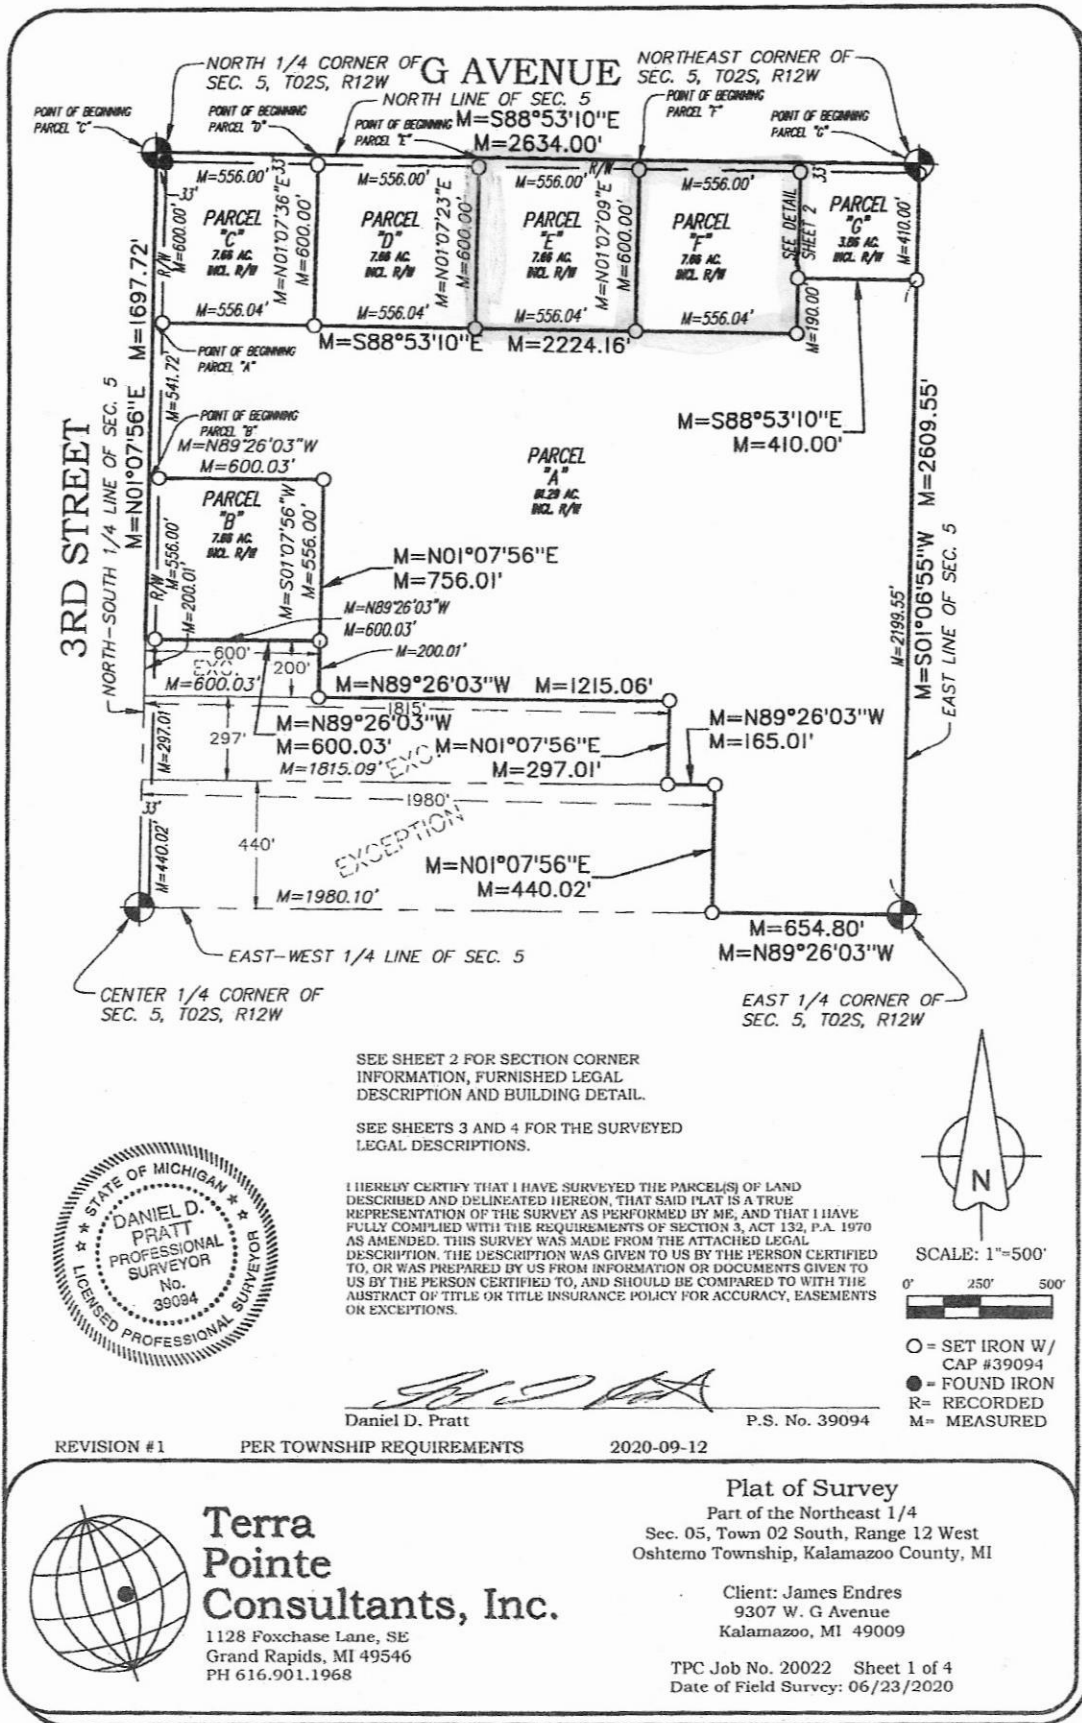 NORTH 1/4 CORNER OF
SEC. 5, T02S, R12W
G AVENUE
NORTHEAST CORNER OF
SEC. 5, T02S, R12W
POINT OF BEGINNING
PARCEL "C"
POINT OF BEGINNING
PARCEL "D"
NORTH LINE OF SEC. 5
POINT OF BEGINNING
PARCEL "E"
M=S88°53'10"E
M=2634.00'
POINT OF BEGINNING
PARCEL "F"
POINT OF BEGINNING
PARCEL "G"
M=556.00'
33'
M=600.00'
R/W
PARCEL
"C"
7.66 AC.
INCL. R/W
M=N01°07'36"E
33'
M=600.00'
M=556.04'
M=556.00'
PARCEL
"D"
7.66 AC.
INCL. R/W
M=N01°07'23"E
M=600.00'
M=556.04'
M=556.00'
R/W
PARCEL
"E"
7.66 AC.
INCL. R/W
M=N01°07'09"E
M=600.00'
M=556.04'
M=556.00'
PARCEL
"F"
7.66 AC.
INCL. R/W
M=556.04'
SEE DETAIL
SHEET 2
33'
PARCEL
"G"
3.86 AC.
INCL. R/W
M=410.00'
M=190.00'
M=S88°53'10"E
M=2224.16'
POINT OF BEGINNING
PARCEL "A"
M=541.72'
M=N01°07'56"E M=1697.72'
3RD STREET
NORTH-SOUTH 1/4 LINE OF SEC. 5
POINT OF BEGINNING
PARCEL "B"
M=N89°26'03"W
M=600.03'
M=S88°53'10"E
M=410.00'
PARCEL
"A"
INCL. R/W
PARCEL
"B"
7.66 AC.
INCL. R/W
R/W
M=556.00'
M=200.01'
M=S01°07'56"W
M=556.00'
M=N01°07'56"E
M=756.01'
M=N89°26'03"W
M=600.03'
M=200.01'
M=S01°06'55"W M=2609.55'
M=2199.55'
EAST LINE OF SEC. 5
600'
EXC.
200'
M=600.03'
M=N89°26'03"W M=1215.06'
1815'
M=N89°26'03"W
M=600.03'
M=1815.09'
EXC.
297'
M=297.01'
M=N01°07'56"E
M=297.01'
M=N89°26'03"W
M=165.01'
1980'
33'
440'
M=440.02'
EXCEPTION
M=N01°07'56"E
M=440.02'
M=1980.10'
M=654.80'
M=N89°26'03"W
EAST-WEST 1/4 LINE OF SEC. 5
CENTER 1/4 CORNER OF
SEC. 5, T02S, R12W
EAST 1/4 CORNER OF
SEC. 5, T02S, R12W
SEE SHEET 2 FOR SECTION CORNER
INFORMATION, FURNISHED LEGAL
DESCRIPTION AND BUILDING DETAIL.
SEE SHEETS 3 AND 4 FOR THE SURVEYED
LEGAL DESCRIPTIONS.
I HEREBY CERTIFY THAT I HAVE SURVEYED THE PARCEL(S) OF LAND
DESCRIBED AND DELINEATED HEREON, THAT SAID PLAT IS A TRUE
REPRESENTATION OF THE SURVEY AS PERFORMED BY ME, AND THAT I HAVE
FULLY COMPLIED WITH THE REQUIREMENTS OF SECTION 3, ACT 132, P.A. 1970
AS AMENDED. THIS SURVEY WAS MADE FROM THE ATTACHED LEGAL
DESCRIPTION. THE DESCRIPTION WAS GIVEN TO US BY THE PERSON CERTIFIED
TO, OR WAS PREPARED BY US FROM INFORMATION OR DOCUMENTS GIVEN TO
US BY THE PERSON CERTIFIED TO, AND SHOULD BE COMPARED TO WITH THE
ABSTRACT OF TITLE OR TITLE INSURANCE POLICY FOR ACCURACY, EASEMENTS
OR EXCEPTIONS.
STATE OF MICHIGAN
DANIEL D.
PRATT
PROFESSIONAL
SURVEYOR
No.
39094
LICENSED PROFESSIONAL SURVEYOR
N
SCALE: 1"=500'
0' 250' 500'
= SET IRON W/
CAP #39094
= FOUND IRON
R= RECORDED
M= MEASURED
Daniel D. Pratt
P.S. No. 39094
REVISION #1 PER TOWNSHIP REQUIREMENTS 2020-09-12
Terra
Pointe
Consultants, Inc.
1128 Foxchase Lane, SE
Grand Rapids, MI 49546
PH 616.901.1968
Plat of Survey
Part of the Northeast 1/4
Sec. 05, Town 02 South, Range 12 West
Oshtemo Township, Kalamazoo County, MI
Client: James Endres
9307 W. G Avenue
Kalamazoo, MI 49009
TPC Job No. 20022 Sheet 1 of 4
Date of Field Survey: 06/23/2020